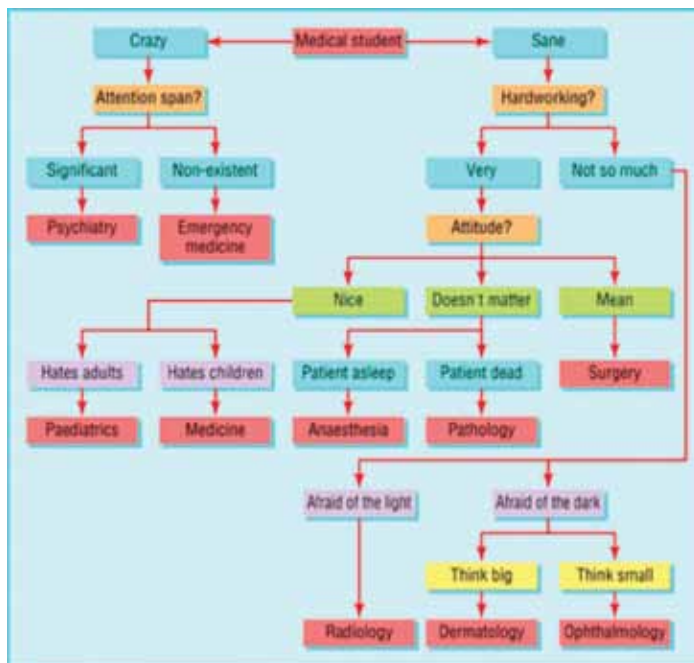 Crazy
Medical student
Sane
Attention span?
Hardworking?
Significant
Non-existent
Very
Not so much
Psychiatry
Emergency
medicine
Attitude?
Nice
Doesn't matter
Mean
Hates adults
Hates children
Patient asleep
Patient dead
Surgery
Paediatrics
Medicine
Anaesthesia
Pathology
Afraid of the light
Afraid of the dark
Think big
Think small
Radiology
Dermatology
Ophthalmology